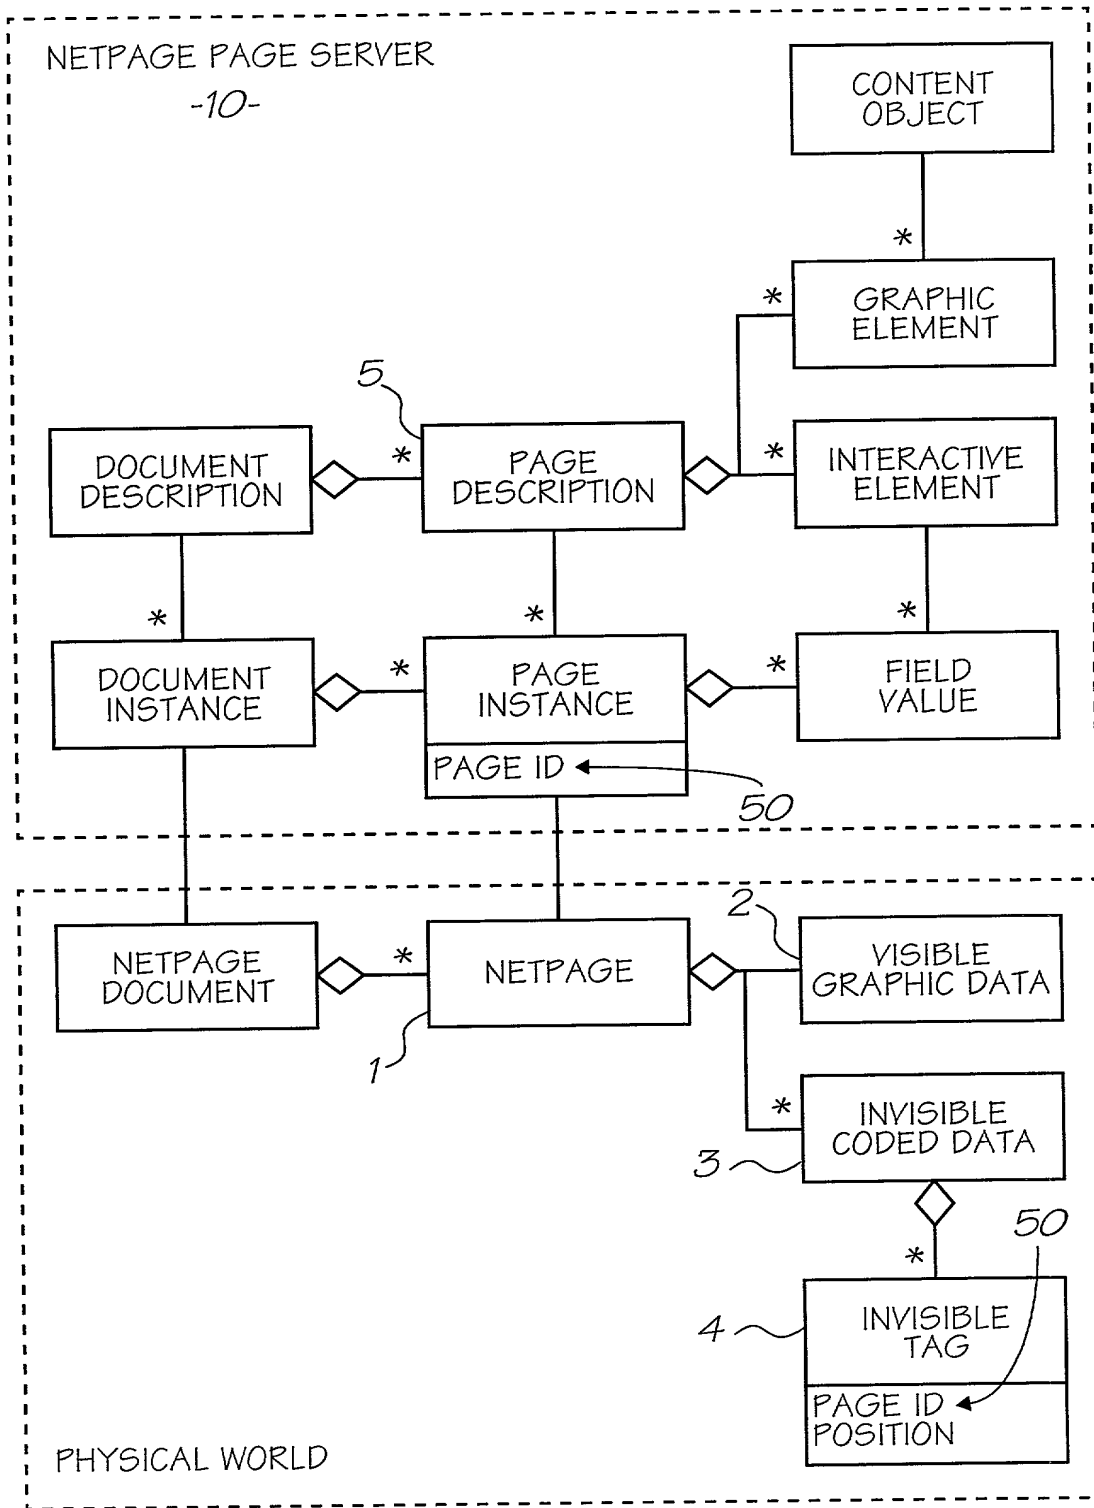 NETPAGE PAGE SERVER
-10-
CONTENT
OBJECT
*
*
GRAPHIC
ELEMENT
5
DOCUMENT
DESCRIPTION
*
PAGE
DESCRIPTION
*
INTERACTIVE
ELEMENT
*
*
*
DOCUMENT
INSTANCE
*
PAGE
INSTANCE
*
FIELD
VALUE
PAGE ID
50
NETPAGE
DOCUMENT
*
NETPAGE
1
2
VISIBLE
GRAPHIC DATA
*
INVISIBLE
CODED DATA
3
*
50
4
INVISIBLE
TAG
PAGE ID
POSITION
PHYSICAL WORLD